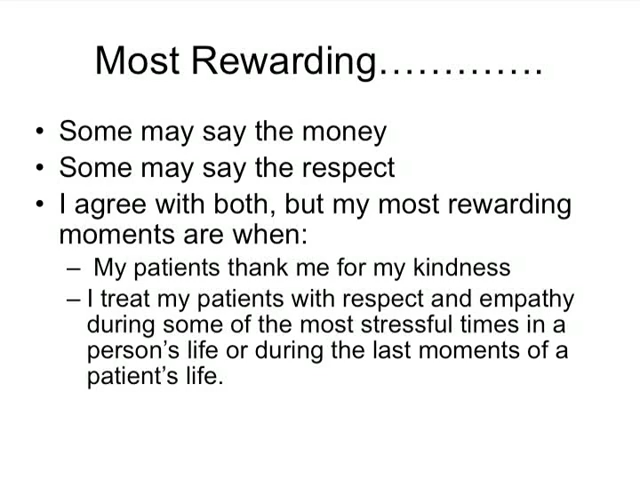 Most Rewarding………….
• Some may say the money
• Some may say the respect
• I agree with both, but my most rewarding
moments are when:
– My patients thank me for my kindness
– I treat my patients with respect and empathy
during some of the most stressful times in a
person’s life or during the last moments of a
patient’s life.